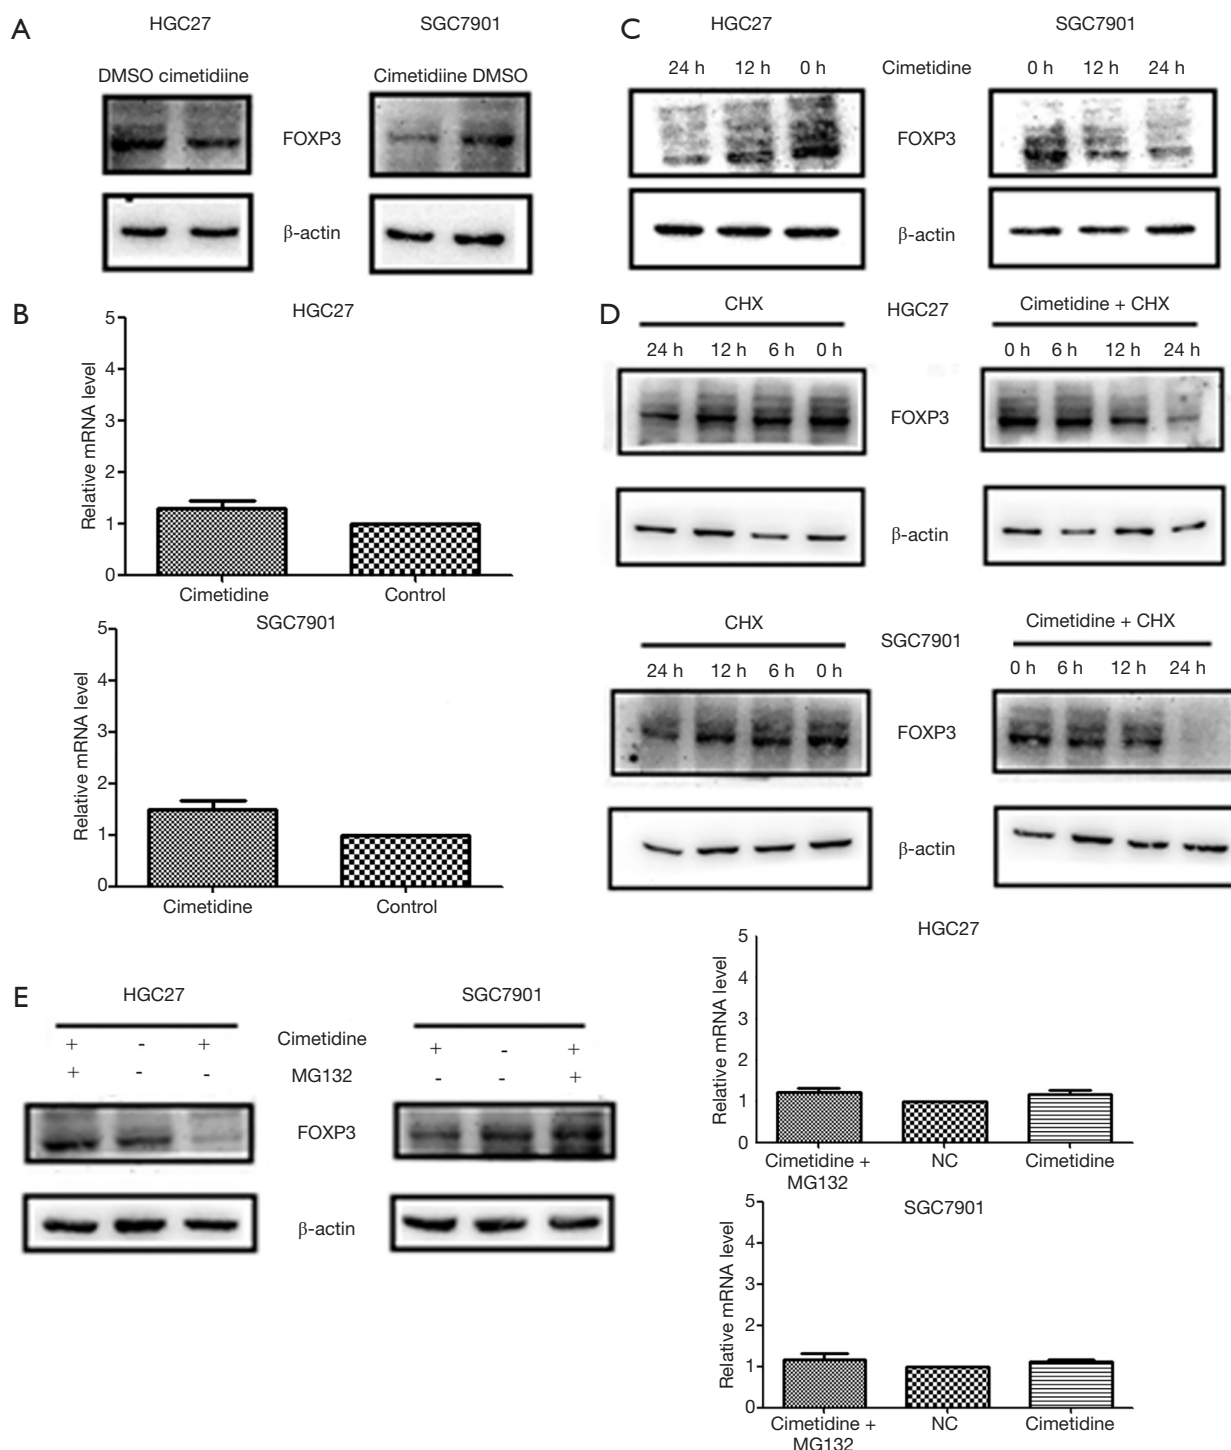 A
HGC27
SGC7901
DMSO cimetidiine
Cimetidiine DMSO
FOXP3
β-actin
C
HGC27
SGC7901
24 h 12 h 0 h
Cimetidine
0 h 12 h 24 h
FOXP3
β-actin
B
HGC27
5
4
3
2
1
0
Relative mRNA level
Cimetidine
Control
SGC7901
5
4
3
2
1
0
Relative mRNA level
Cimetidine
Control
D
CHX
HGC27
Cimetidine + CHX
24 h 12 h 6 h 0 h
0 h 6 h 12 h 24 h
FOXP3
β-actin
CHX
SGC7901
Cimetidine + CHX
24 h 12 h 6 h 0 h
0 h 6 h 12 h 24 h
FOXP3
β-actin
E
HGC27
SGC7901
+ - +
Cimetidine
+ - +
+ - -
MG132
- - +
FOXP3
β-actin
HGC27
5
4
3
2
1
0
Relative mRNA level
Cimetidine +
MG132
NC
Cimetidine
SGC7901
5
4
3
2
1
0
Relative mRNA level
Cimetidine +
MG132
NC
Cimetidine